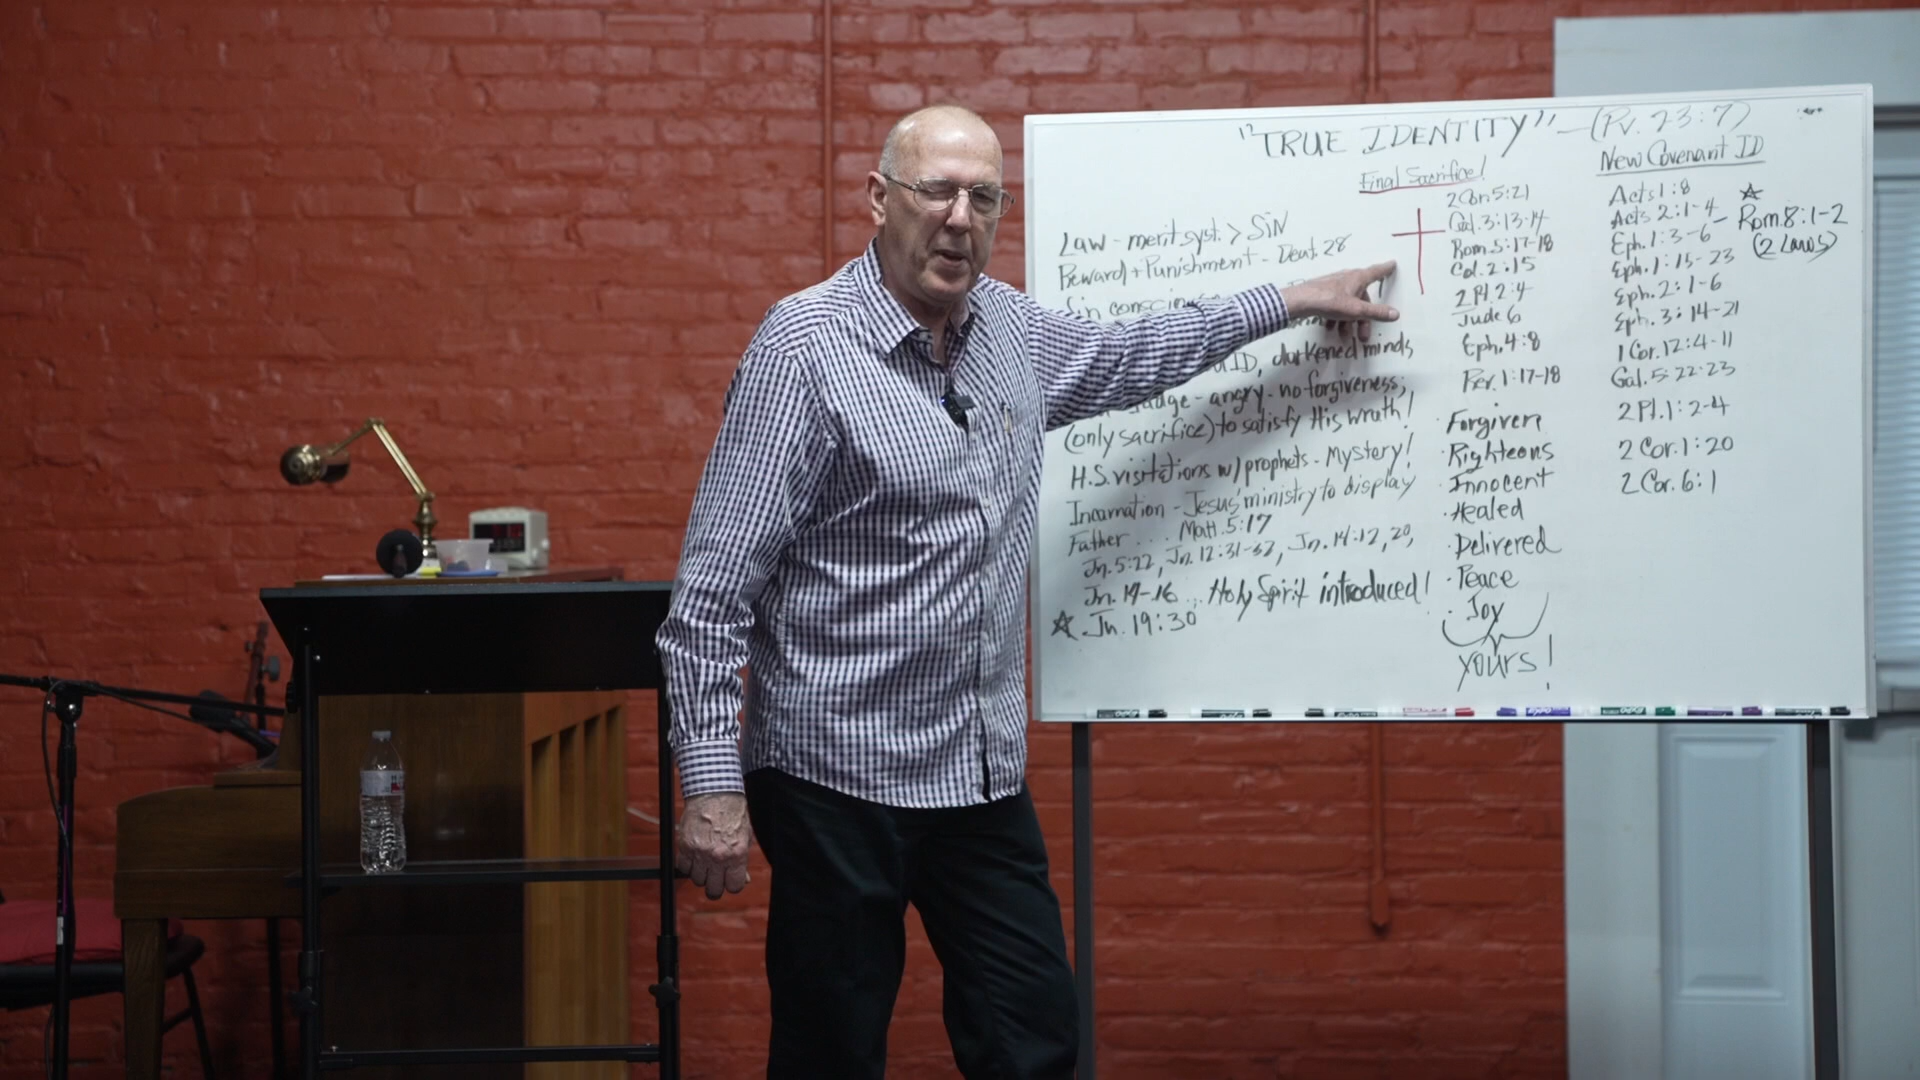 "TRUE IDENTITY" - (Pv. 23:7)
Law - merit syst. > SiN
Reward + Punishment - Deut. 28
Sin
ID, darkened minds
Judge - angry - no forgiveness;
(only sacrifice) to satisfy His wrath!
H.S. visitations w/ prophets - Mystery!
Incarnation - Jesus' ministry to display
Father ... Matt. 5:17
Jn. 5:22, Jn. 12:31-32, Jn. 14:12, 20,
Jn. 14-16 ... Holy Spirit introduced!
☆ Jn. 19:30
Final Sacrifice!
2 Cor. 5:21
Gal. 3:13-14
Rom. 5:17-18
Col. 2:15
2 Pt. 2:4
Jude 6
Eph. 4:8
Rev. 1:17-18
· Forgiven
· Righteous
· Innocent
· Healed
· Delivered
· Peace
· Joy
yours!
New Covenant ID
Acts 1:8
Acts 2:1-4
Eph. 1:3-6 -
Eph. 1:15-23
Eph. 2:1-6
Eph. 3:14-21
1 Cor. 12:4-11
Gal. 5:22-23
2 Pt. 1:2-4
2 Cor. 1:20
2 Cor. 6:1
☆
Rom. 8:1-2
(2 Laws)